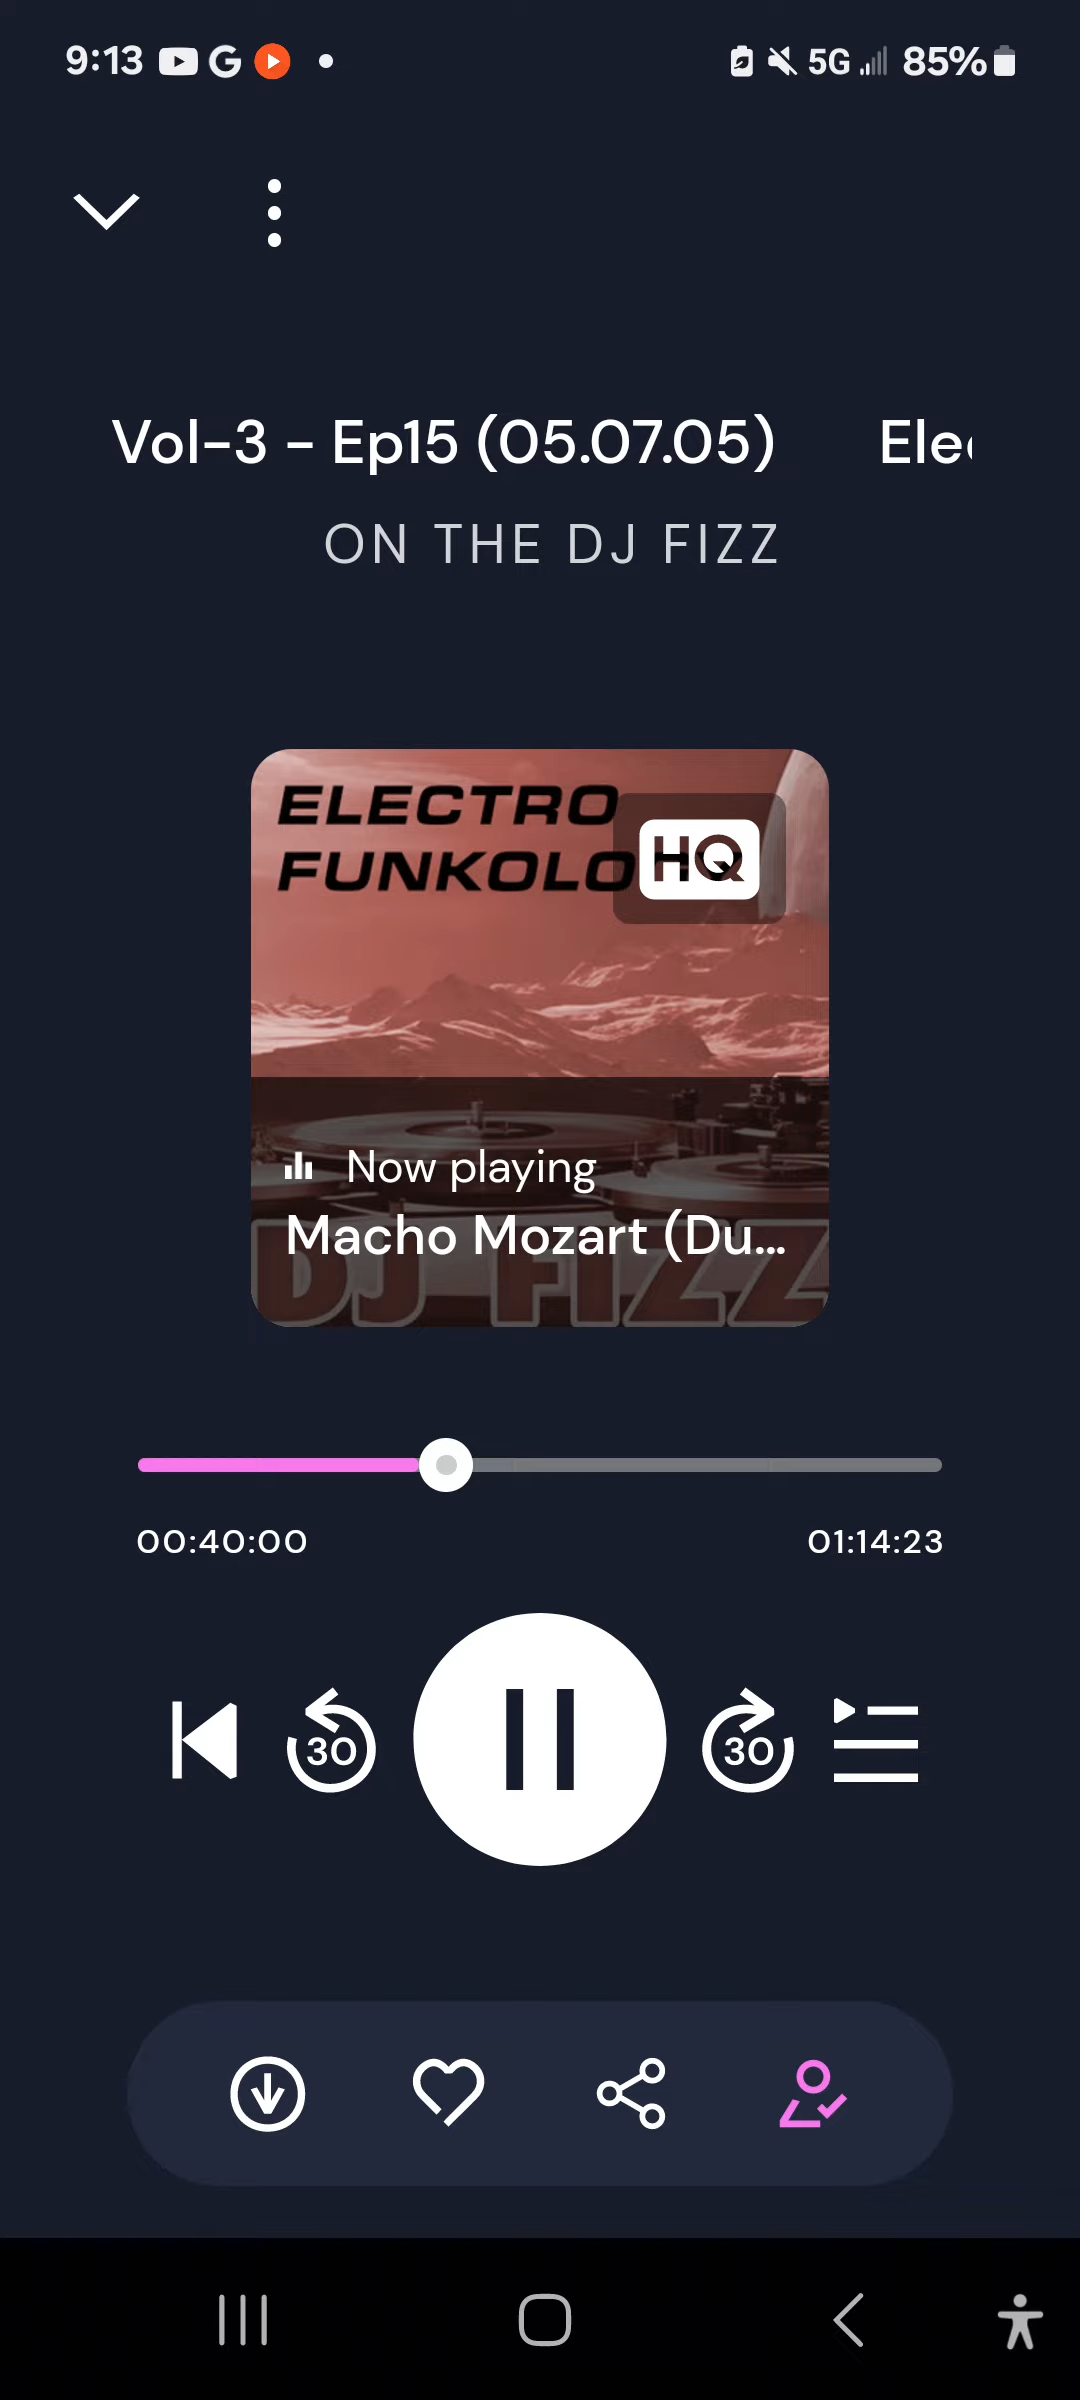 9:13
5G 85%
Vol-3 - Ep15 (05.07.05) Ele
ON THE DJ FIZZ
ELECTRO
FUNKOLO
HQ
Now playing
Macho Mozart (Du...
DJ FIZZ
00:40:00 01:14:23
30 30